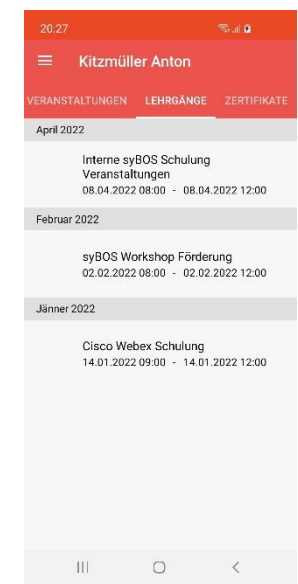 20:27
Kitzmüller Anton
VERANSTALTUNGEN LEHRGÄNGE ZERTIFIKATE
April 2022
Interne syBOS Schulung
Veranstaltungen
08.04.2022 08:00 - 08.04.2022 12:00
Februar 2022
syBOS Workshop Förderung
02.02.2022 08:00 - 02.02.2022 12:00
Jänner 2022
Cisco Webex Schulung
14.01.2022 09:00 - 14.01.2022 12:00